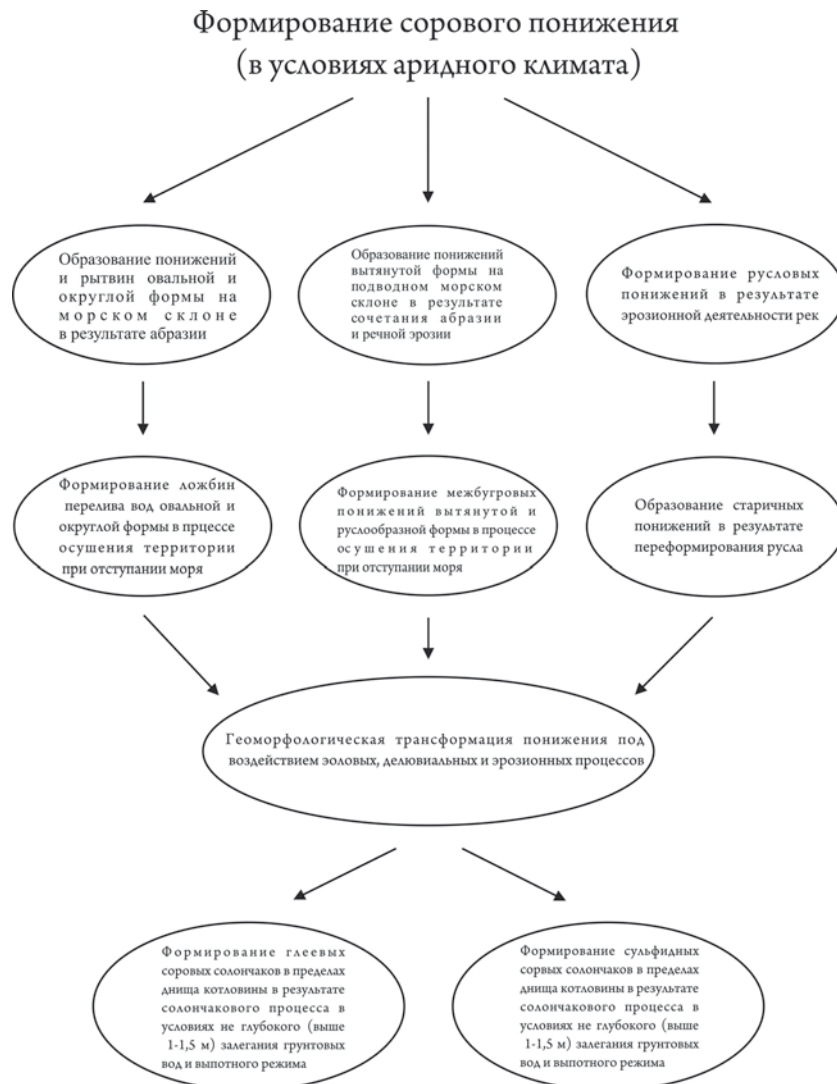 Формирование сорового понижения
(в условиях аридного климата)
Образование понижений
и рытвин овальной и
округлой формы на
морском склоне
в результате абразии
Образование понижений
вытянутой формы на
подводном морском
склоне в результате
сочетания абразии
и речной эрозии
Формирование русловых
понижений в результате
эрозионной деятельности рек
Формирование ложбин
перелива вод овальной и
округлой формы в прцессе
осушения территории
при отступании моря
Формирование межбугровых
понижений вытянутой и
руслообразной формы в процессе
осушения территории
при отступании моря
Образование старичных
понижений в результате
переформирования русла
Геоморфологическая трансформация понижения под
воздействием эоловых, делювиальных и эрозионных процессов
Формирование глеевых
соровых солончаков в пределах
днища котловины в результате
солончакового процесса в
условиях не глубокого (выше
1-1,5 м) залегания грунтовых
вод и выпотного режима
Формирование сульфидных
сорвых солончаков в пределах
днища котловины в результате
солончакового процесса в
условиях не глубокого (выше
1-1,5 м) залегания грунтовых
вод и выпотного режима